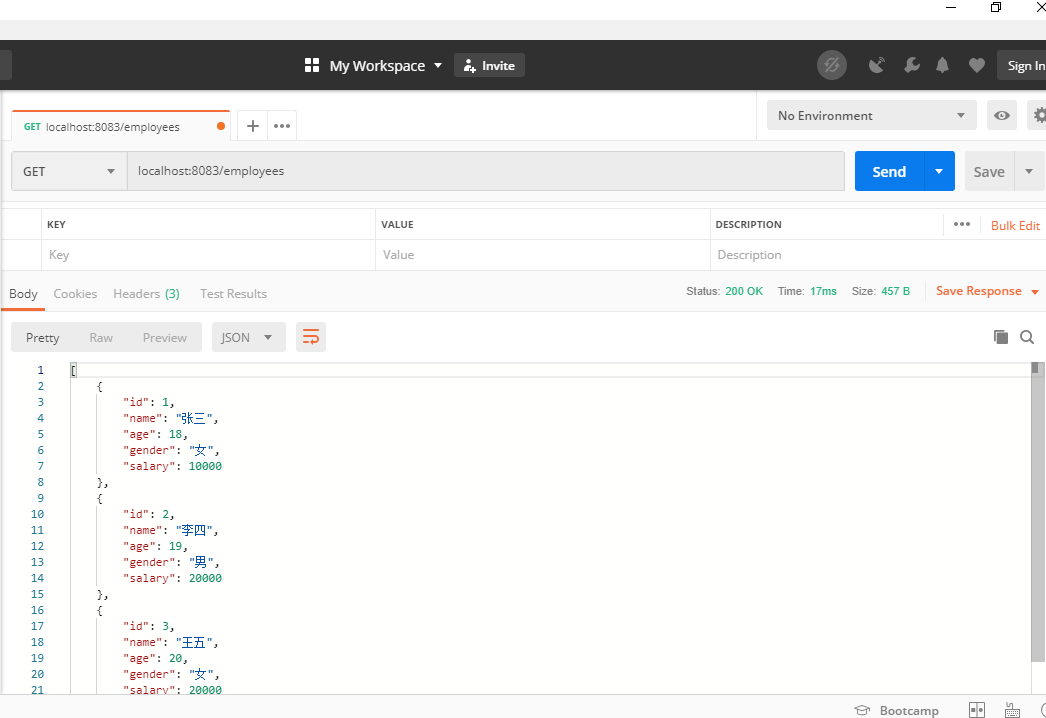 My Workspace Invite Sign In
GET localhost:8083/employees No Environment
GET localhost:8083/employees Send Save
KEY VALUE DESCRIPTION Bulk Edit
Key Value Description
Body Cookies Headers (3) Test Results Status: 200 OK Time: 17ms Size: 457 B Save Response
Pretty Raw Preview JSON
1 [
2 {
3 "id": 1,
4 "name": "张三",
5 "age": 18,
6 "gender": "女",
7 "salary": 10000
8 },
9 {
10 "id": 2,
11 "name": "李四",
12 "age": 19,
13 "gender": "男",
14 "salary": 20000
15 },
16 {
17 "id": 3,
18 "name": "王五",
19 "age": 20,
20 "gender": "女",
21 "salary": 20000
Bootcamp